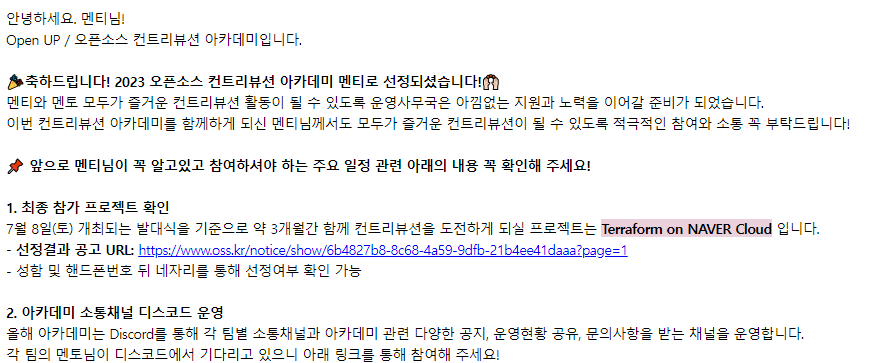 안녕하세요. 멘티님!
Open UP / 오픈소스 컨트리뷰션 아카데미입니다.
🎉축하드립니다! 2023 오픈소스 컨트리뷰션 아카데미 멘티로 선정되셨습니다!🙌
멘티와 멘토 모두가 즐거운 컨트리뷰션 활동이 될 수 있도록 운영사무국은 아낌없는 지원과 노력을 이어갈 준비가 되었습니다.
이번 컨트리뷰션 아카데미를 함께하게 되신 멘티님께서도 모두가 즐거운 컨트리뷰션이 될 수 있도록 적극적인 참여와 소통 꼭 부탁드립니다!
📌 앞으로 멘티님이 꼭 알고있고 참여하셔야 하는 주요 일정 관련 아래의 내용 꼭 확인해 주세요!
1. 최종 참가 프로젝트 확인
7월 8일(토) 개최되는 발대식을 기준으로 약 3개월간 함께 컨트리뷰션을 도전하게 되실 프로젝트는 Terraform on NAVER Cloud 입니다.
- 선정결과 공고 URL: https://www.oss.kr/notice/show/6b4827b8-8c68-4a59-9dfb-21b4ee41daaa?page=1
- 성함 및 핸드폰번호 뒤 네자리를 통해 선정여부 확인 가능
2. 아카데미 소통채널 디스코드 운영
올해 아카데미는 Discord를 통해 각 팀별 소통채널과 아카데미 관련 다양한 공지, 운영현황 공유, 문의사항을 받는 채널을 운영합니다.
각 팀의 멘토님이 디스코드에서 기다리고 있으니 아래 링크를 통해 참여해 주세요!